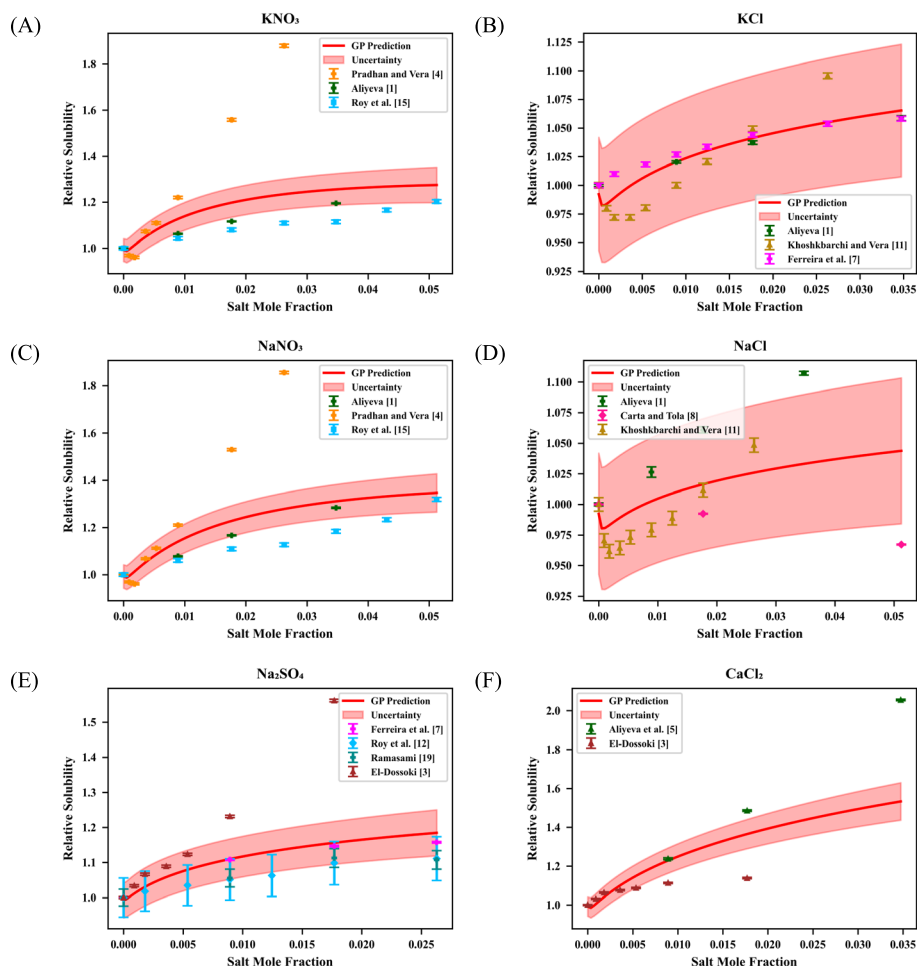 (A)
KNO₃
Relative Solubility
1.8
1.6
1.4
1.2
1.0
GP Prediction
Uncertainty
Pradhan and Vera [4]
Aliyeva [1]
Roy et al. [15]
0.00 0.01 0.02 0.03 0.04 0.05
Salt Mole Fraction
(B)
KCl
Relative Solubility
1.100
1.075
1.050
1.025
1.000
0.975
0.950
0.925
GP Prediction
Uncertainty
Aliyeva [1]
Khoshkbarchi and Vera [11]
Ferreira et al. [7]
0.000 0.005 0.010 0.015 0.020 0.025 0.030 0.035
Salt Mole Fraction
(C)
NaNO₃
Relative Solubility
1.8
1.6
1.4
1.2
1.0
GP Prediction
Uncertainty
Aliyeva [1]
Pradhan and Vera [4]
Roy et al. [15]
0.00 0.01 0.02 0.03 0.04 0.05
Salt Mole Fraction
(D)
NaCl
Relative Solubility
1.100
1.075
1.050
1.025
1.000
0.975
0.950
0.925
GP Prediction
Uncertainty
Aliyeva [1]
Carta and Tola [8]
Khoshkbarchi and Vera [11]
0.00 0.01 0.02 0.03 0.04 0.05
Salt Mole Fraction
(E)
Na₂SO₄
Relative Solubility
1.5
1.4
1.3
1.2
1.1
1.0
GP Prediction
Uncertainty
Ferreira et al. [7]
Roy et al. [12]
Ramasami [19]
El-Dossoki [3]
0.000 0.005 0.010 0.015 0.020 0.025
Salt Mole Fraction
(F)
CaCl₂
Relative Solubility
2.0
1.8
1.6
1.4
1.2
1.0
GP Prediction
Uncertainty
Aliyeva et al. [5]
El-Dossoki [3]
0.000 0.005 0.010 0.015 0.020 0.025 0.030 0.035
Salt Mole Fraction